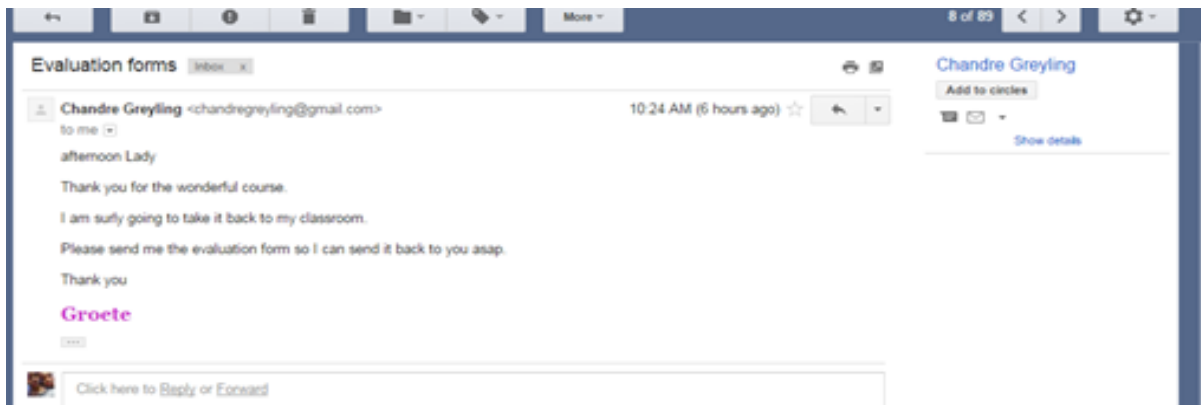 More
8 of 89
Evaluation forms Inbox x
Chandre Greyling
Add to circles
Show details
Chandre Greyling <chandregreyling@gmail.com> 10:24 AM (6 hours ago)
to me
afternoon Lady
Thank you for the wonderful course.
I am surly going to take it back to my classroom.
Please send me the evaluation form so I can send it back to you asap.
Thank you
Groete
Click here to Reply or Forward